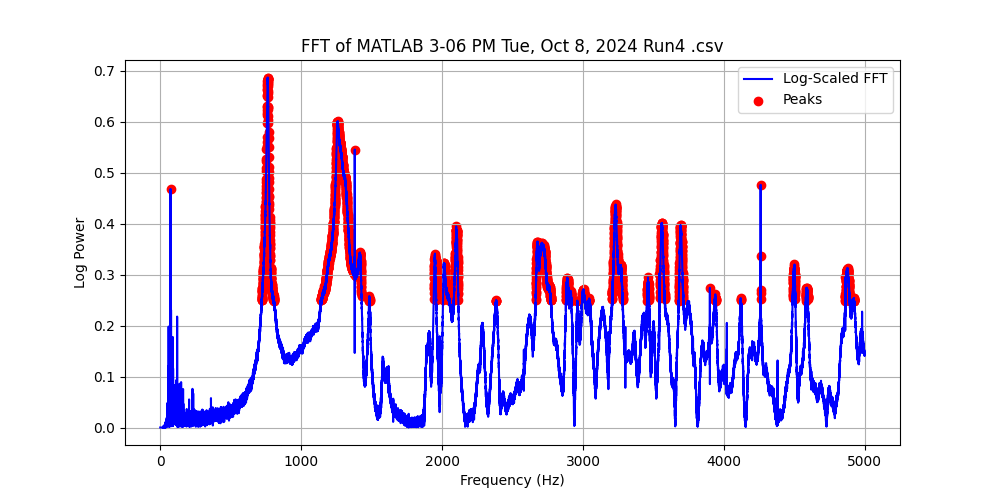 FFT of MATLAB 3-06 PM Tue, Oct 8, 2024 Run4 .csv
Log-Scaled FFT
Peaks
Log Power
0.7
0.6
0.5
0.4
0.3
0.2
0.1
0.0
0 1000 2000 3000 4000 5000
Frequency (Hz)